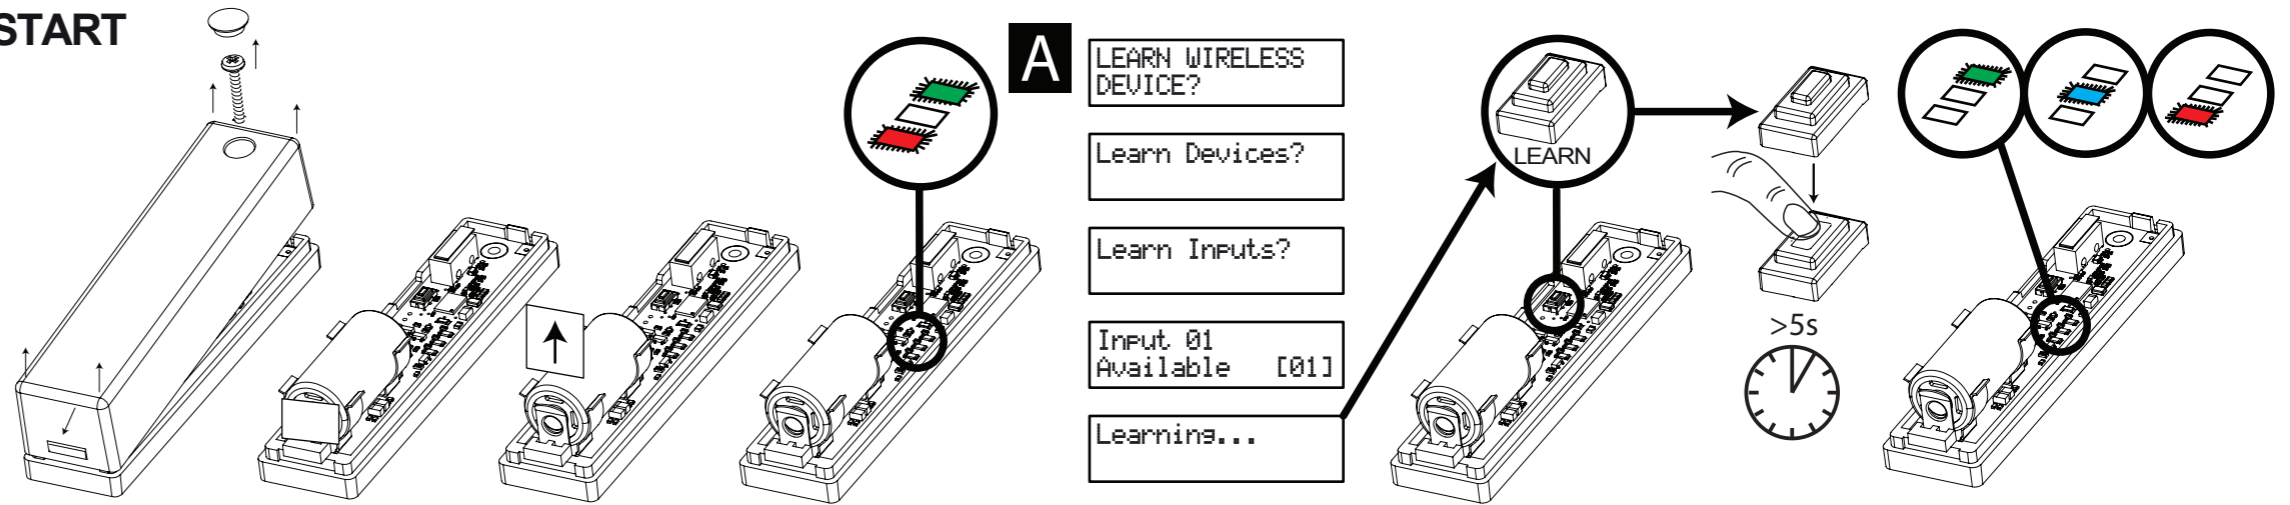 START
A
LEARN WIRELESS
DEVICE?
Learn Devices?
Learn Inputs?
Input 01
Available [01]
Learning...
LEARN
>5s